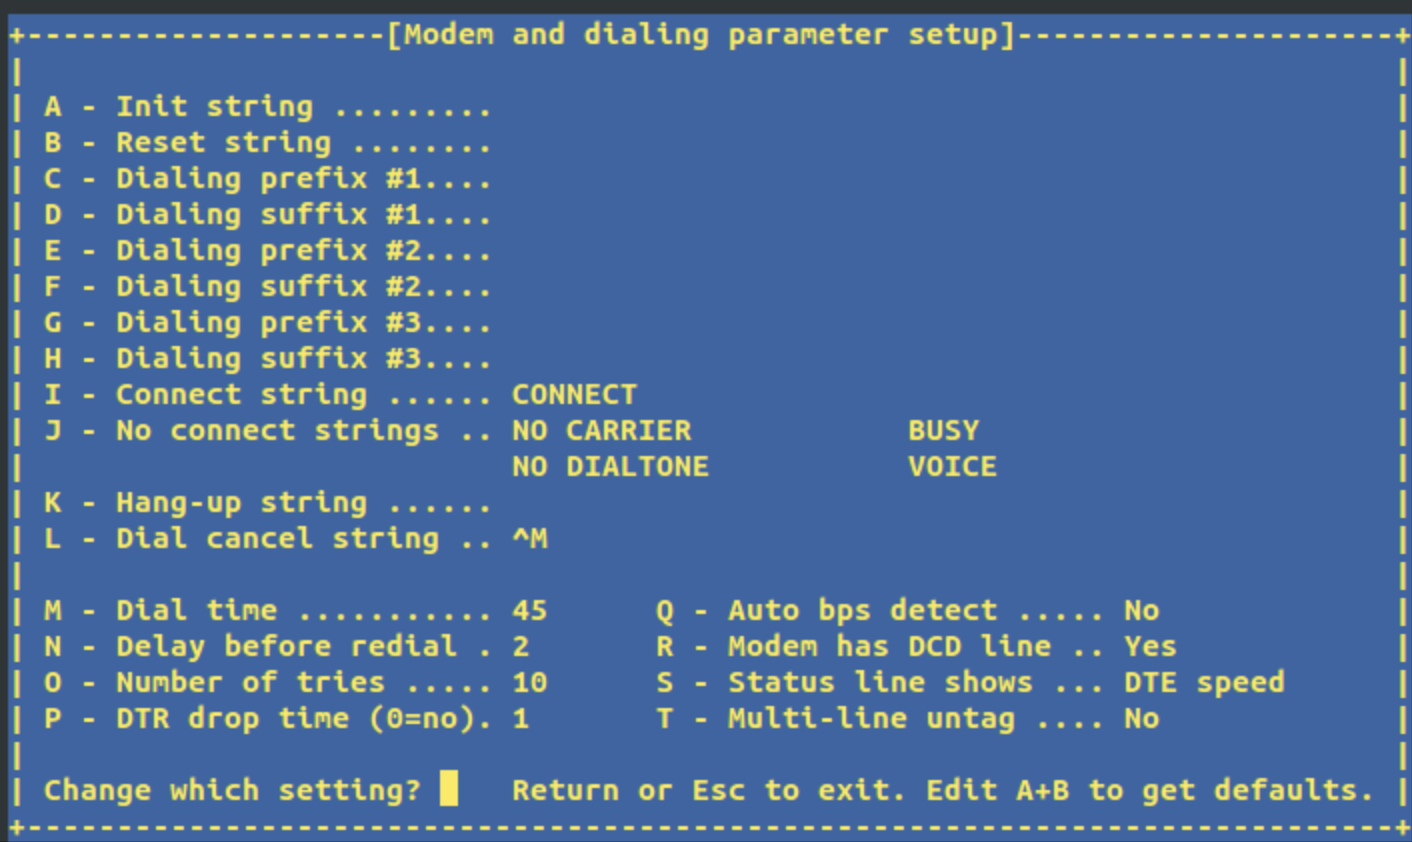 +--------------------[Modem and dialing parameter setup]---------------------+
|                                                                            |
| A - Init string .........                                                  |
| B - Reset string ........                                                  |
| C - Dialing prefix #1....                                                  |
| D - Dialing suffix #1....                                                  |
| E - Dialing prefix #2....                                                  |
| F - Dialing suffix #2....                                                  |
| G - Dialing prefix #3....                                                  |
| H - Dialing suffix #3....                                                  |
| I - Connect string ...... CONNECT                                          |
| J - No connect strings .. NO CARRIER            BUSY                       |
|                           NO DIALTONE           VOICE                      |
| K - Hang-up string ......                                                  |
| L - Dial cancel string .. ^M                                               |
|                                                                            |
| M - Dial time ........... 45      Q - Auto bps detect ..... No             |
| N - Delay before redial . 2       R - Modem has DCD line .. Yes            |
| O - Number of tries ..... 10      S - Status line shows ... DTE speed      |
| P - DTR drop time (0=no). 1       T - Multi-line untag .... No             |
|                                                                            |
| Change which setting?     Return or Esc to exit. Edit A+B to get defaults. |
+----------------------------------------------------------------------------+